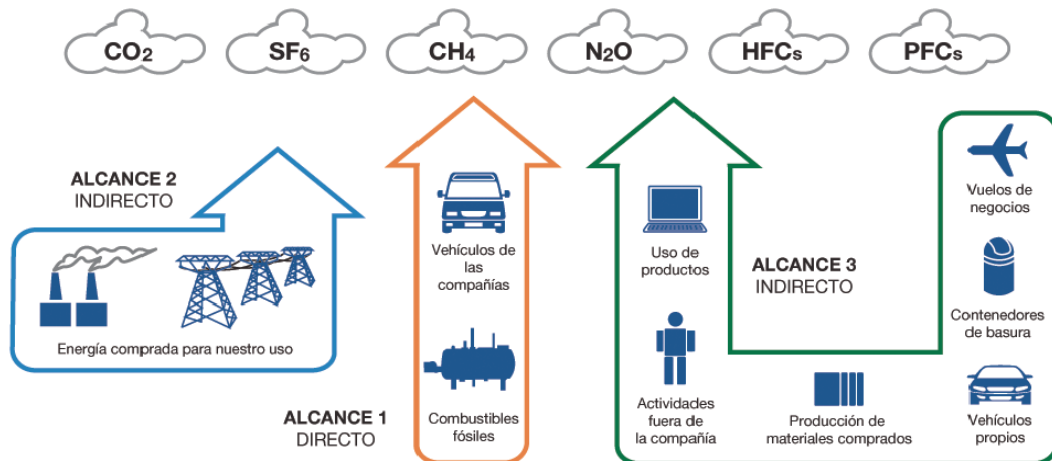 CO₂
SF₆
CH₄
N₂O
HFCs
PFCs
ALCANCE 2
INDIRECTO
Energía comprada para nuestro uso
ALCANCE 1
DIRECTO
Vehículos de
las
compañías
Combustibles
fósiles
Uso de
productos
Actividades
fuera de
la compañía
ALCANCE 3
INDIRECTO
Producción de
materiales comprados
Vuelos de
negocios
Contenedores
de basura
Vehículos
propios